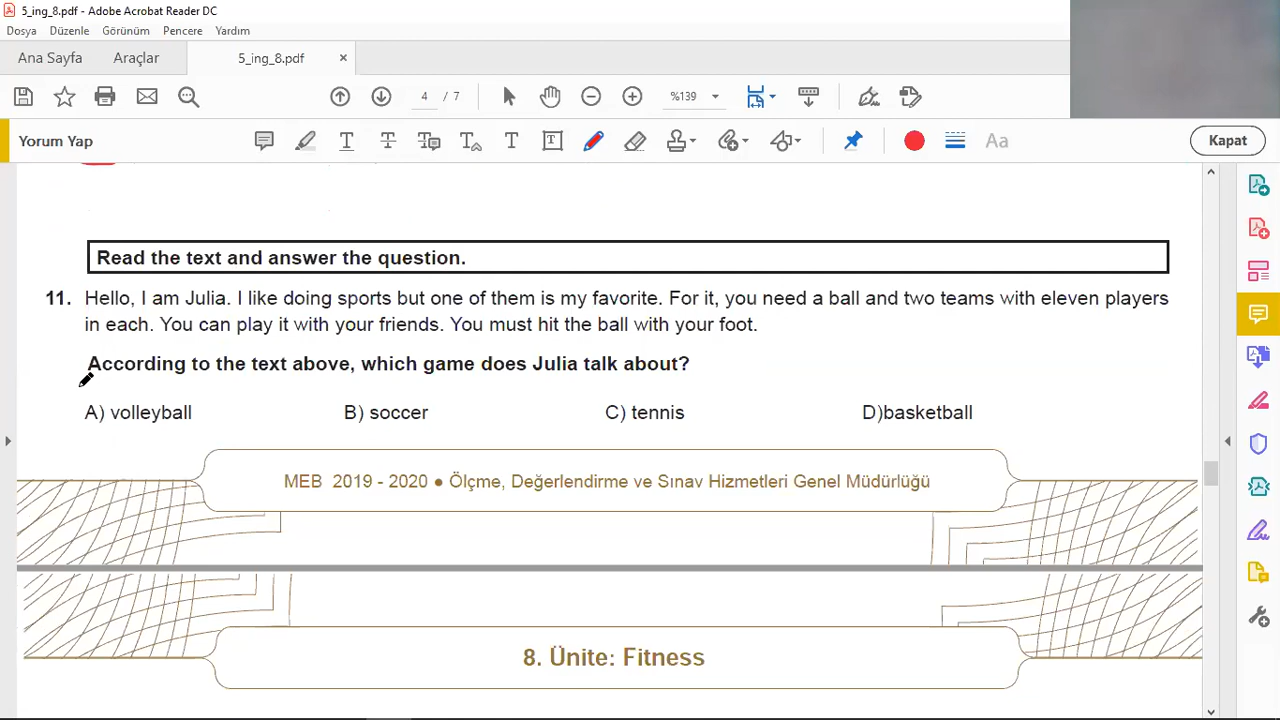 5_ing_8.pdf - Adobe Acrobat Reader DC
Dosya Düzenle Görünüm Pencere Yardım
Ana Sayfa Araçlar 5_ing_8.pdf ×
4 / 7 %139
Yorum Yap Aa Kapat
Read the text and answer the question.
11. Hello, I am Julia. I like doing sports but one of them is my favorite. For it, you need a ball and two teams with eleven players
in each. You can play it with your friends. You must hit the ball with your foot.
According to the text above, which game does Julia talk about?
A) volleyball B) soccer C) tennis D)basketball
MEB 2019 - 2020 ● Ölçme, Değerlendirme ve Sınav Hizmetleri Genel Müdürlüğü
8. Ünite: Fitness